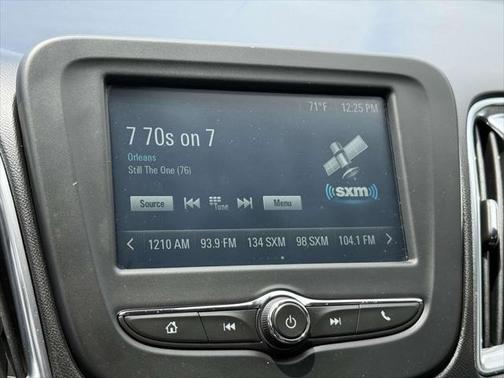 71°F 12:25 PM
7 70s on 7
Orleans
Still The One (76)
Source Tune Menu
sxm
1210 AM 93.9 FM 134 SXM 98 SXM 104.1 FM